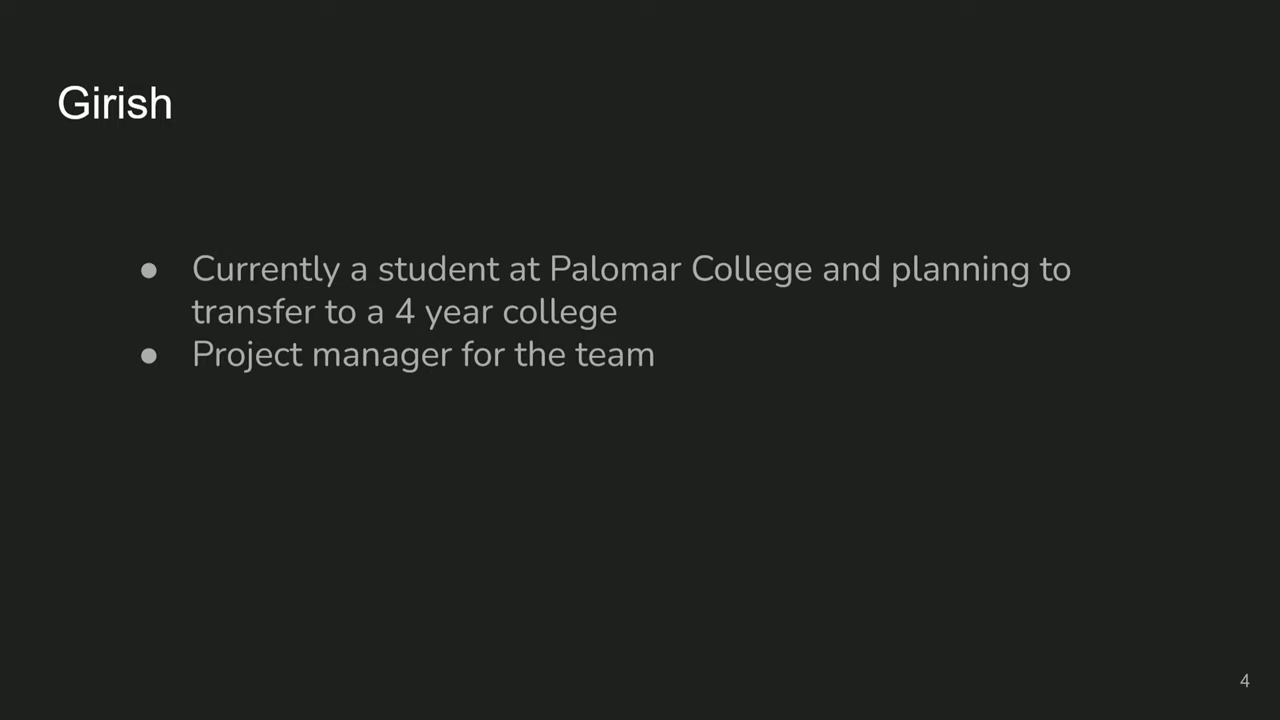 Girish
● Currently a student at Palomar College and planning to
transfer to a 4 year college
● Project manager for the team
4